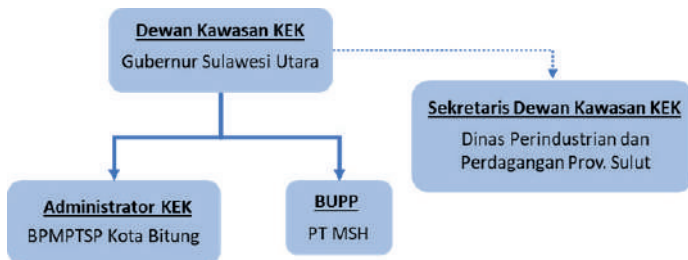 Dewan Kawasan KEK
Gubernur Sulawesi Utara
Sekretaris Dewan Kawasan KEK
Dinas Perindustrian dan
Perdagangan Prov. Sulut
Administrator KEK
BPMPTSP Kota Bitung
BUPP
PT MSH